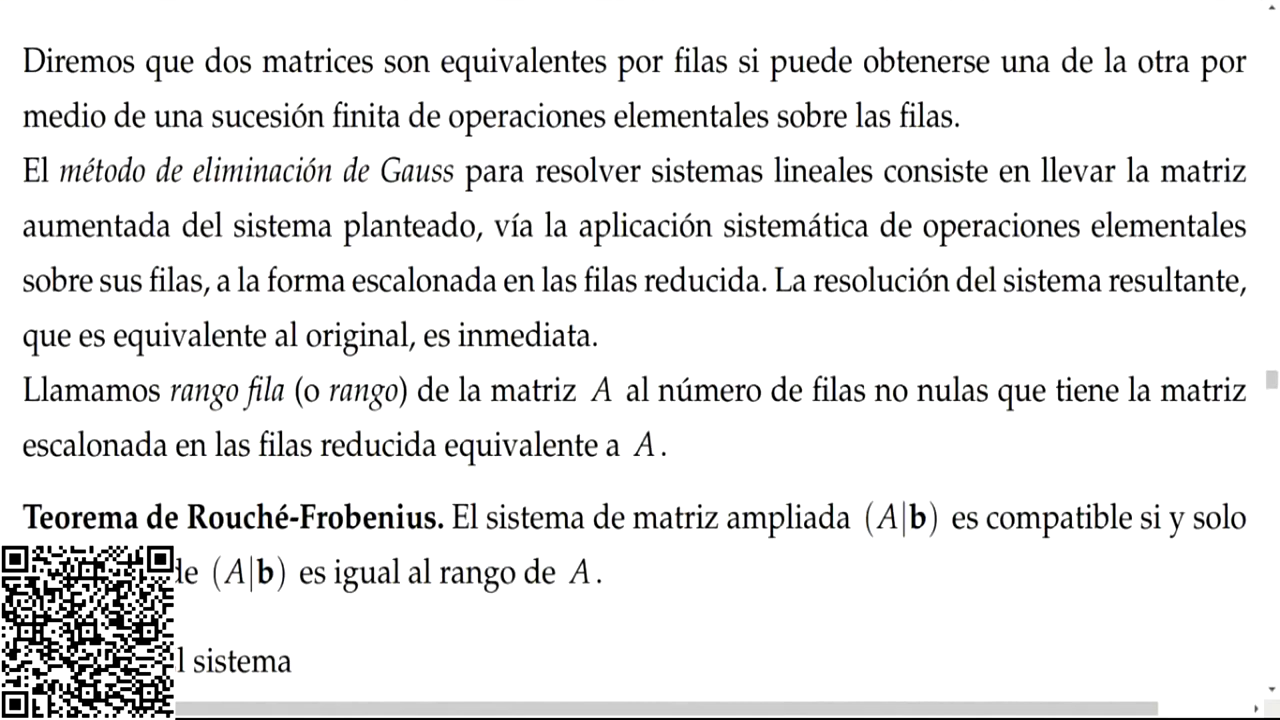 Diremos que dos matrices son equivalentes por filas si puede obtenerse una de la otra por
medio de una sucesión finita de operaciones elementales sobre las filas.
El método de eliminación de Gauss para resolver sistemas lineales consiste en llevar la matriz
aumentada del sistema planteado, vía la aplicación sistemática de operaciones elementales
sobre sus filas, a la forma escalonada en las filas reducida. La resolución del sistema resultante,
que es equivalente al original, es inmediata.
Llamamos rango fila (o rango) de la matriz A al número de filas no nulas que tiene la matriz
escalonada en las filas reducida equivalente a A.
Teorema de Rouché-Frobenius. El sistema de matriz ampliada (A|b) es compatible si y solo
(A|b) es igual al rango de A.
sistema